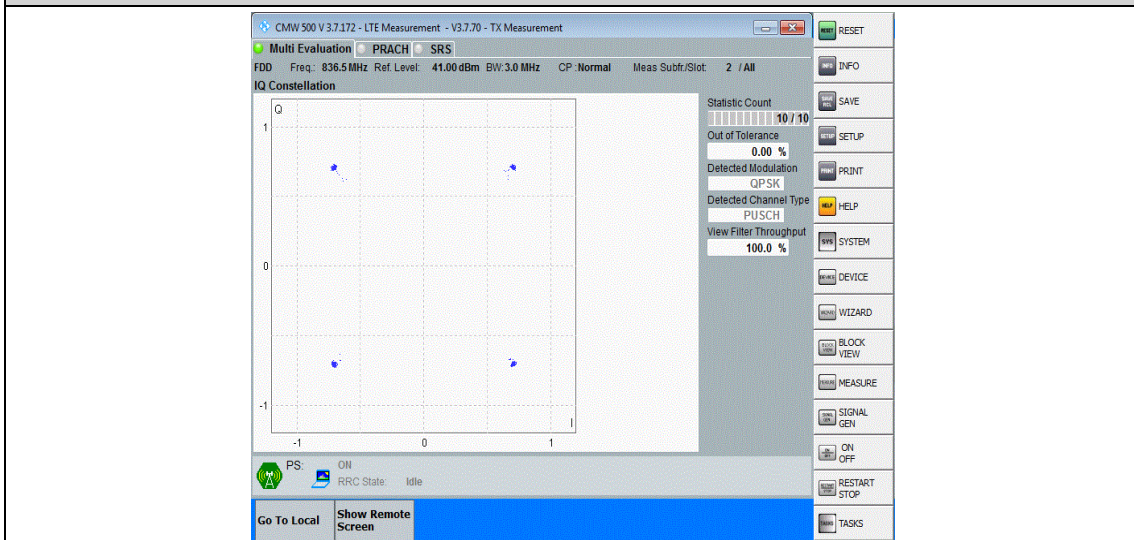 CMW 500 V 3.7.172 - LTE Measurement - V3.7.70 - TX Measurement
Multi Evaluation PRACH SRS
FDD Freq.: 836.5 MHz Ref. Level: 41.00 dBm BW: 3.0 MHz CP : Normal Meas Subfr./Slot: 2 / All
IQ Constellation
Q
1
0
-1
-1 0 1
I
Statistic Count
10 / 10
Out of Tolerance
0.00 %
Detected Modulation
QPSK
Detected Channel Type
PUSCH
View Filter Throughput
100.0 %
PS: ON
RRC State: Idle
Go To Local
Show Remote
Screen
RESET
INFO
SAVE
SETUP
PRINT
HELP
SYSTEM
DEVICE
WIZARD
BLOCK
VIEW
MEASURE
SIGNAL
GEN
ON
OFF
RESTART
STOP
TASKS